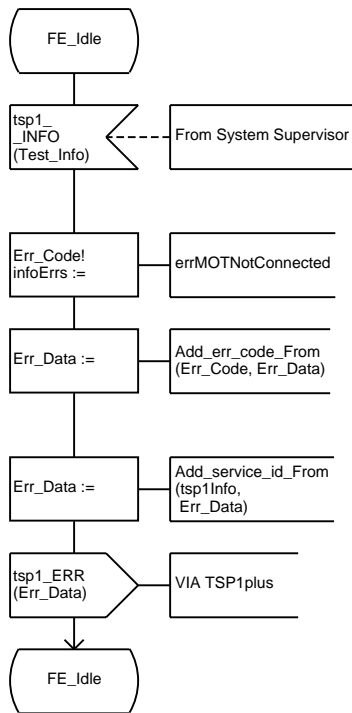 FE_Idle
tsp1_
_INFO
(Test_Info)
From System Supervisor
Err_Code!
infoErrs :=
errMOTNotConnected
Err_Data :=
Add_err_code_From
(Err_Code, Err_Data)
Err_Data :=
Add_service_id_From
(tsp1Info,
Err_Data)
tsp1_ERR
(Err_Data)
VIA TSP1plus
FE_Idle